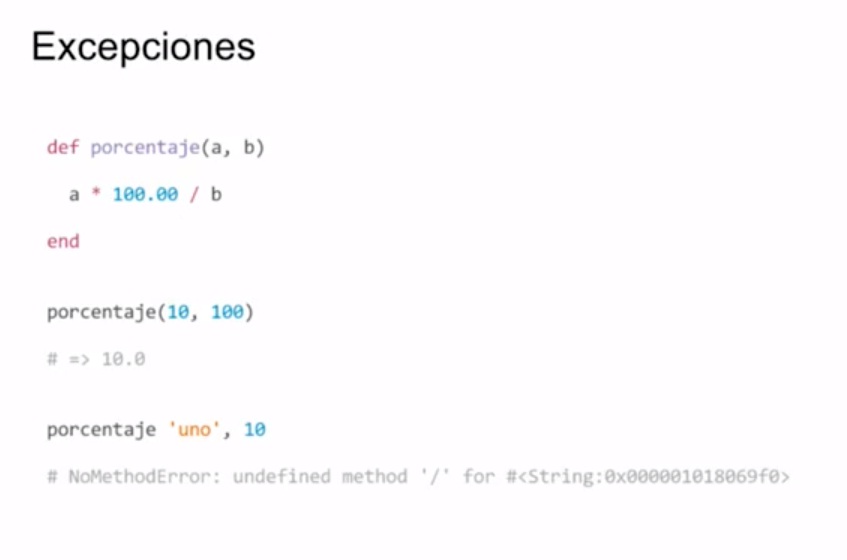 Excepciones
def porcentaje(a, b)
a * 100.00 / b
end
porcentaje(10, 100)
# => 10.0
porcentaje 'uno', 10
# NoMethodError: undefined method '/' for #<String:0x000001018069f0>